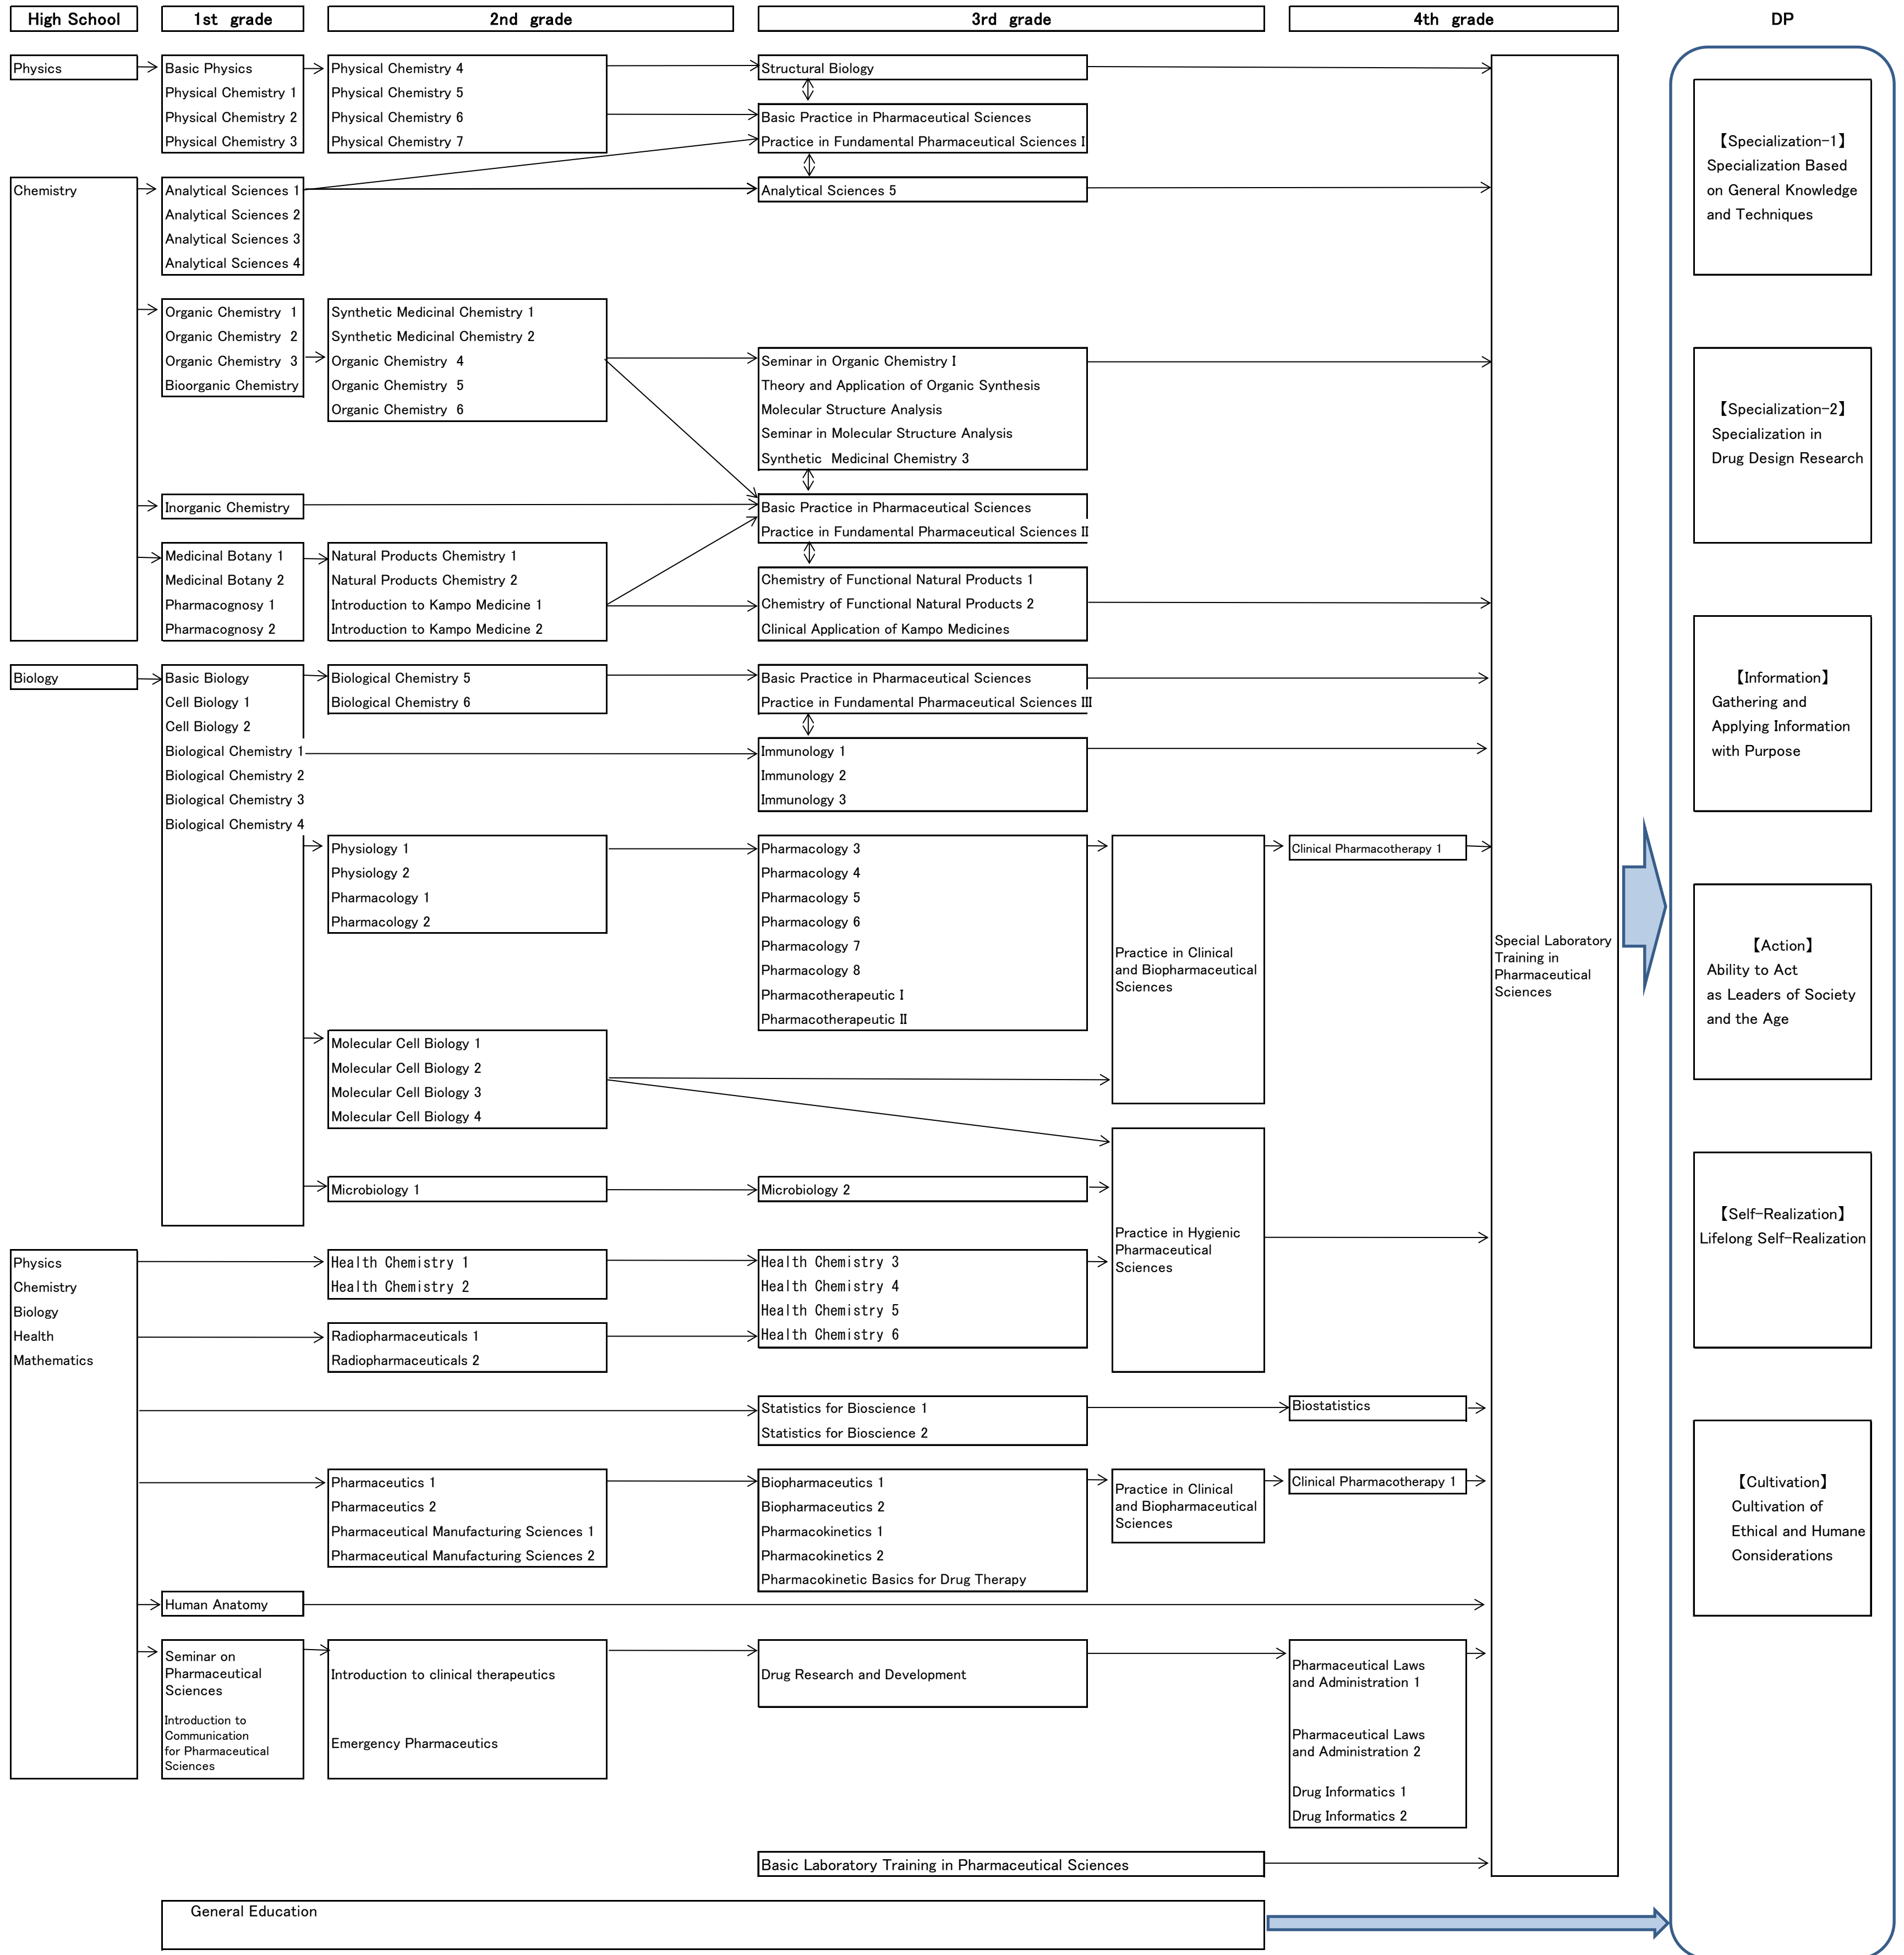 High School
1st grade
2nd grade
3rd grade
4th grade
DP
Physics
Basic Physics
Physical Chemistry 1
Physical Chemistry 2
Physical Chemistry 3
Physical Chemistry 4
Physical Chemistry 5
Physical Chemistry 6
Physical Chemistry 7
Structural Biology
Basic Practice in Pharmaceutical Sciences
Practice in Fundamental Pharmaceutical Sciences I
Chemistry
Analytical Sciences 1
Analytical Sciences 2
Analytical Sciences 3
Analytical Sciences 4
Analytical Sciences 5
Organic Chemistry 1
Organic Chemistry 2
Organic Chemistry 3
Bioorganic Chemistry
Synthetic Medicinal Chemistry 1
Synthetic Medicinal Chemistry 2
Organic Chemistry 4
Organic Chemistry 5
Organic Chemistry 6
Seminar in Organic Chemistry I
Theory and Application of Organic Synthesis
Molecular Structure Analysis
Seminar in Molecular Structure Analysis
Synthetic Medicinal Chemistry 3
Inorganic Chemistry
Basic Practice in Pharmaceutical Sciences
Practice in Fundamental Pharmaceutical Sciences II
Medicinal Botany 1
Medicinal Botany 2
Pharmacognosy 1
Pharmacognosy 2
Natural Products Chemistry 1
Natural Products Chemistry 2
Introduction to Kampo Medicine 1
Introduction to Kampo Medicine 2
Chemistry of Functional Natural Products 1
Chemistry of Functional Natural Products 2
Clinical Application of Kampo Medicines
Biology
Basic Biology
Cell Biology 1
Cell Biology 2
Biological Chemistry 1
Biological Chemistry 2
Biological Chemistry 3
Biological Chemistry 4
Biological Chemistry 5
Biological Chemistry 6
Basic Practice in Pharmaceutical Sciences
Practice in Fundamental Pharmaceutical Sciences III
Immunology 1
Immunology 2
Immunology 3
Physiology 1
Physiology 2
Pharmacology 1
Pharmacology 2
Pharmacology 3
Pharmacology 4
Pharmacology 5
Pharmacology 6
Pharmacology 7
Pharmacology 8
Pharmacotherapeutic I
Pharmacotherapeutic II
Practice in Clinical
and Biopharmaceutical
Sciences
Clinical Pharmacotherapy 1
Molecular Cell Biology 1
Molecular Cell Biology 2
Molecular Cell Biology 3
Molecular Cell Biology 4
Microbiology 1
Microbiology 2
Practice in Hygienic
Pharmaceutical
Sciences
Physics
Chemistry
Biology
Health
Mathematics
Health Chemistry 1
Health Chemistry 2
Health Chemistry 3
Health Chemistry 4
Health Chemistry 5
Health Chemistry 6
Radiopharmaceuticals 1
Radiopharmaceuticals 2
Statistics for Bioscience 1
Statistics for Bioscience 2
Biostatistics
Pharmaceutics 1
Pharmaceutics 2
Pharmaceutical Manufacturing Sciences 1
Pharmaceutical Manufacturing Sciences 2
Biopharmaceutics 1
Biopharmaceutics 2
Pharmacokinetics 1
Pharmacokinetics 2
Pharmacokinetic Basics for Drug Therapy
Practice in Clinical
and Biopharmaceutical
Sciences
Clinical Pharmacotherapy 1
Human Anatomy
Seminar on
Pharmaceutical
Sciences
Introduction to
Communication
for Pharmaceutical
Sciences
Introduction to clinical therapeutics
Emergency Pharmaceutics
Drug Research and Development
Pharmaceutical Laws
and Administration 1
Pharmaceutical Laws
and Administration 2
Drug Informatics 1
Drug Informatics 2
Basic Laboratory Training in Pharmaceutical Sciences
General Education
Special Laboratory
Training in
Pharmaceutical
Sciences
【Specialization-1】
Specialization Based
on General Knowledge
and Techniques
【Specialization-2】
Specialization in
Drug Design Research
【Information】
Gathering and
Applying Information
with Purpose
【Action】
Ability to Act
as Leaders of Society
and the Age
【Self-Realization】
Lifelong Self-Realization
【Cultivation】
Cultivation of
Ethical and Humane
Considerations